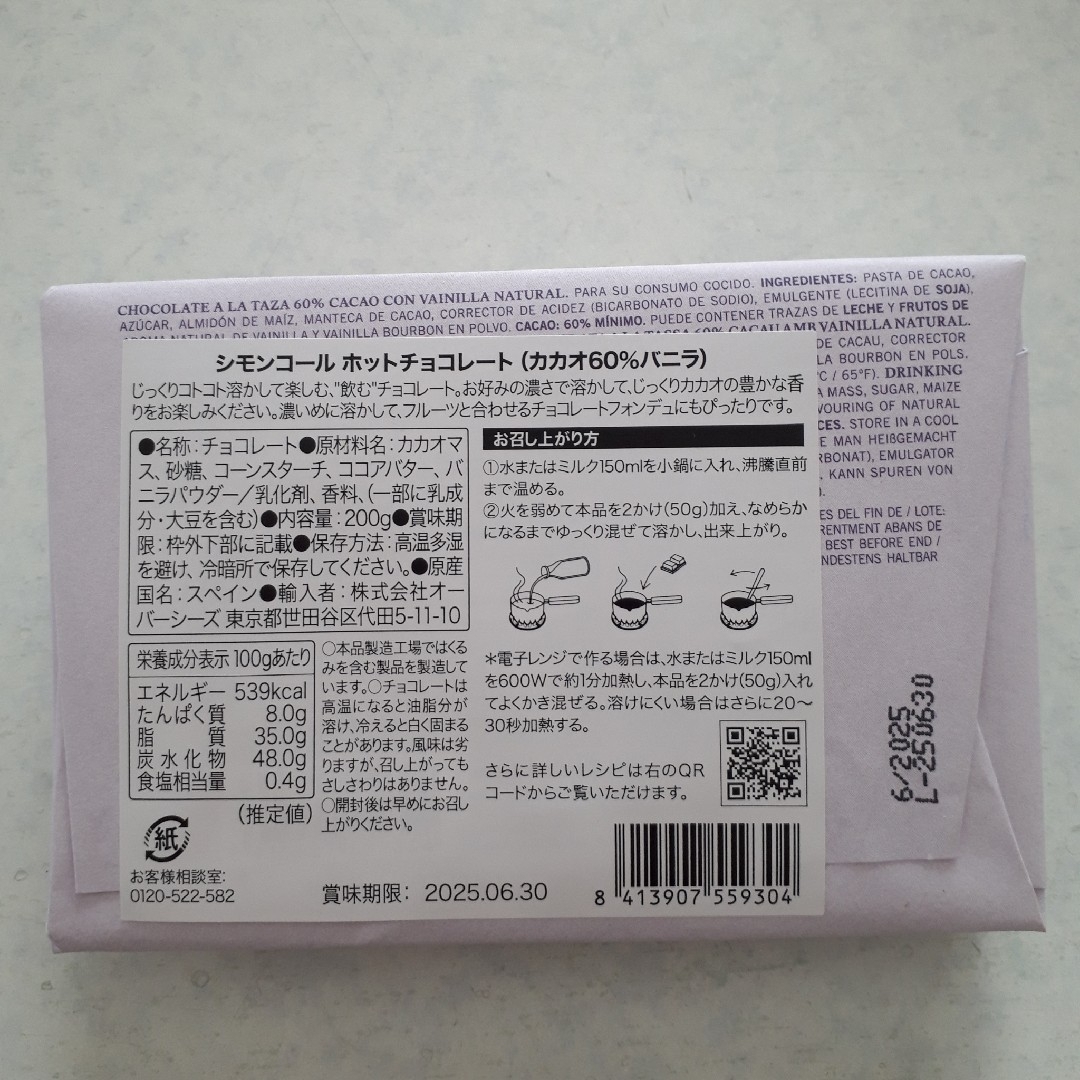 CHOCOLATE A LA TAZA 60% CACAO CON VAINILLA NATURAL. PARA SU CONSUMO COCIDO. INGREDIENTES: PASTA DE CACAO,
AZÚCAR, ALMIDÓN DE MAÍZ, MANTECA DE CACAO, CORRECTOR DE ACIDEZ (BICARBONATO DE SODIO), EMULGENTE (LECITINA DE SOJA),
AROMA NATURAL DE VAINILLA Y VAINILLA BOURBON EN POLVO. CACAO: 60% MÍNIMO. PUEDE CONTENER TRAZAS DE LECHE Y FRUTOS DE
TASSA 60% CACAU AMB VAINILLA NATURAL.
DE CACAU, CORRECTOR
LA BOURBON EN POLS.
°C / 65°F). DRINKING
MASS, SUGAR, MAIZE
VOURING OF NATURAL
CES. STORE IN A COOL
E MAN HEIßGEMACHT
RBONAT), EMULGATOR
, KANN SPUREN VON
ES DEL FIN DE / LOTE:
RENTMENT ABANS DE
BEST BEFORE END /
NDESTENS HALTBAR
シモンコール ホットチョコレート (カカオ60%バニラ)
じっくりコトコト溶かして楽しむ、"飲む"チョコレート。お好みの濃さで溶かして、じっくりカカオの豊かな香
りをお楽しみください。濃いめに溶かして、フルーツと合わせるチョコレートフォンデュにもぴったりです。
●名称:チョコレート●原材料名:カカオマ
ス、砂糖、コーンスターチ、ココアバター、バ
ニラパウダー/乳化剤、香料、(一部に乳成
分・大豆を含む)●内容量:200g●賞味期
限:枠外下部に記載●保存方法:高温多湿
を避け、冷暗所で保存してください。●原産
国名:スペイン●輸入者:株式会社オー
バーシーズ 東京都世田谷区代田5-11-10
栄養成分表示 100gあたり
エネルギー 539kcal
たんぱく質 8.0g
脂 質 35.0g
炭水化物 48.0g
食塩相当量 0.4g
(推定値)
紙
お客様相談室:
0120-522-582
○本品製造工場ではくる
みを含む製品を製造して
います。○チョコレートは
高温になると油脂分が
溶け、冷えると白く固まる
ことがあります。風味は劣
りますが、召し上がっても
さしさわりはありません。
○開封後は早めにお召し
上がりください。
賞味期限: 2025.06.30
お召し上がり方
①水またはミルク150mlを小鍋に入れ、沸騰直前
まで温める。
②火を弱めて本品を2かけ(50g)加え、なめらか
になるまでゆっくり混ぜて溶かし、出来上がり。
*電子レンジで作る場合は、水またはミルク150ml
を600Wで約1分加熱し、本品を2かけ(50g)入れ
てよくかき混ぜる。溶けにくい場合はさらに20〜
30秒加熱する。
さらに詳しいレシピは右のQR
コードからご覧いただけます。
8 413907 559304
6/2025
L-250630